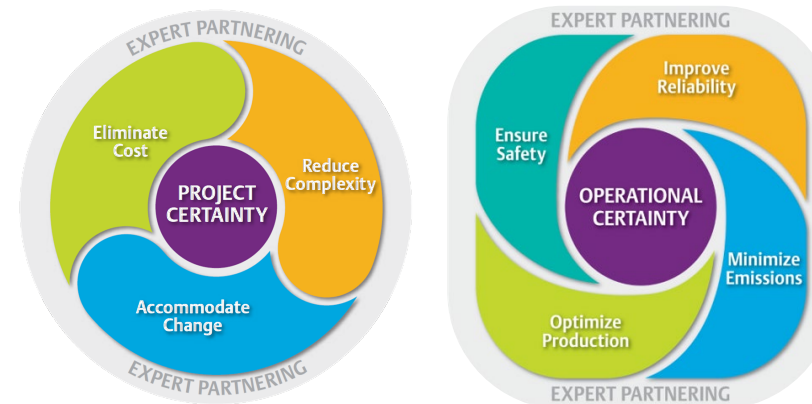 EXPERT PARTNERING
Eliminate
Cost
Reduce
Complexity
PROJECT
CERTAINTY
Accommodate
Change
EXPERT PARTNERING
EXPERT PARTNERING
Improve
Reliability
Ensure
Safety
OPERATIONAL
CERTAINTY
Minimize
Emissions
Optimize
Production
EXPERT PARTNERING